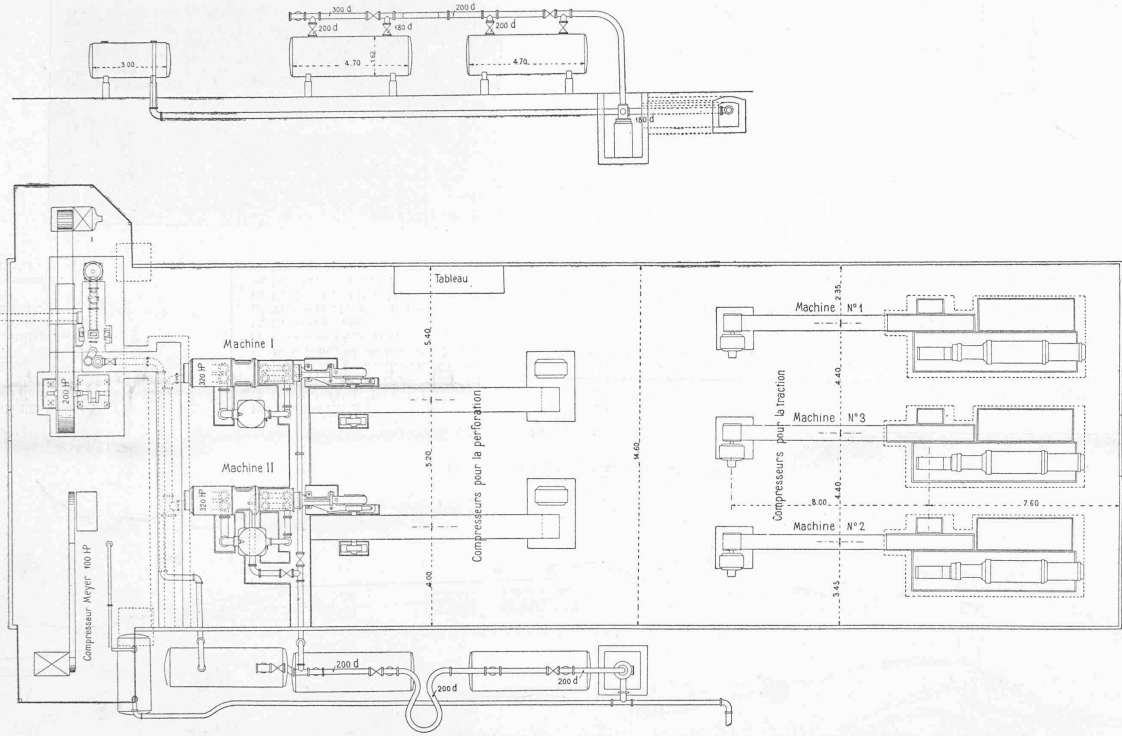 300 d
200 d
200 d
180 d
200 d
3.00
4.70
1.62
4.70
180 d
Tableau
Machine N°1
2.35
5.40
Machine I
320 HP
200 HP
4.40
Compresseurs pour la perforation
14.60
Compresseurs pour la traction
Machine N°3
5.20
Machine II
320 HP
4.40
8.00
7.60
Machine N°2
4.00
3.45
Compresseur Meyer 100 HP
200 d
200 d
200 d